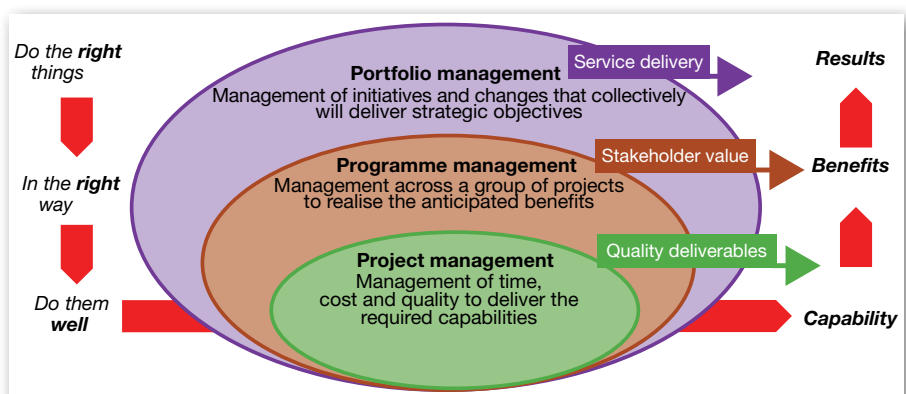 Do the right
things
In the right
way
Do them
well
Service delivery
Portfolio management
Management of initiatives and changes that collectively
will deliver strategic objectives
Stakeholder value
Programme management
Management across a group of projects
to realise the anticipated benefits
Quality deliverables
Project management
Management of time,
cost and quality to deliver the
required capabilities
Results
Benefits
Capability